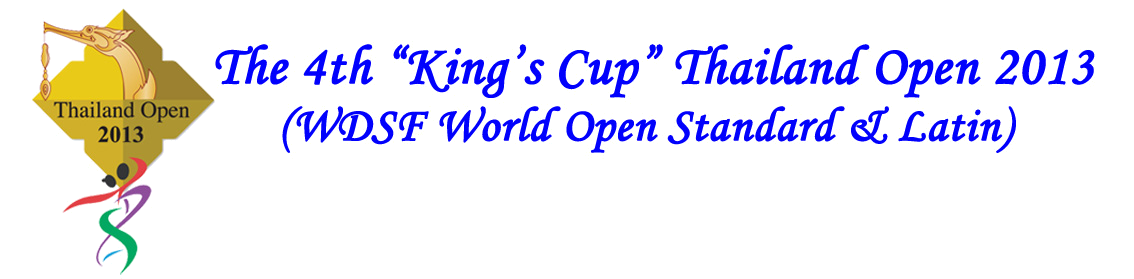 Thailand Open
2013
The 4th “King’s Cup” Thailand Open 2013
(WDSF World Open Standard & Latin)